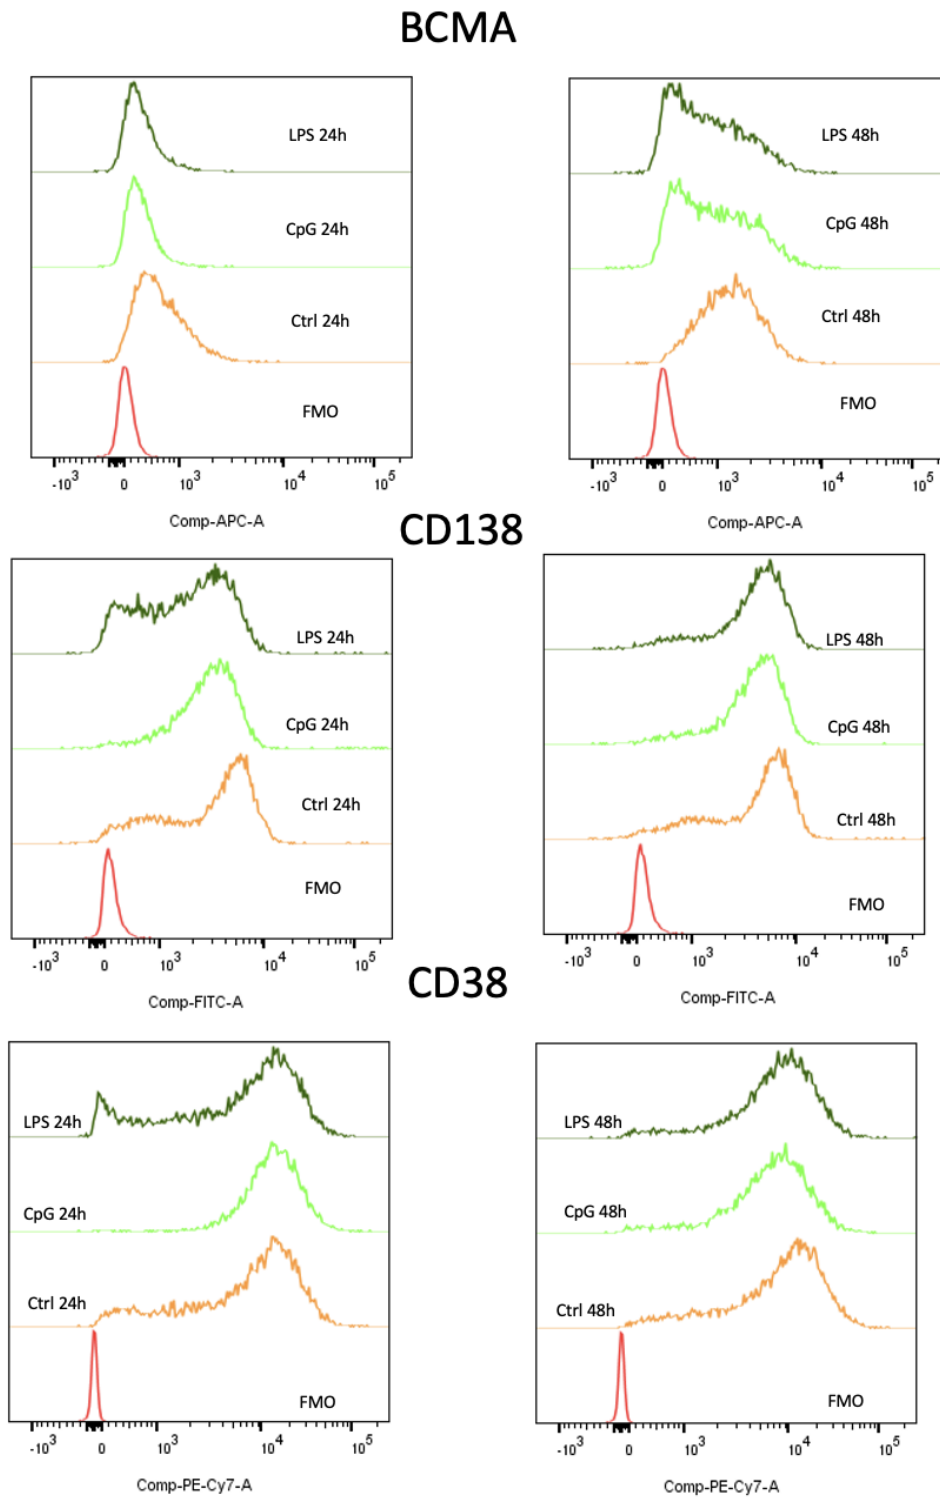 BCMA
LPS 24h
CpG 24h
Ctrl 24h
FMO
-10³ 0 10³ 10⁴ 10⁵
Comp-APC-A
LPS 48h
CpG 48h
Ctrl 48h
FMO
-10³ 0 10³ 10⁴ 10⁵
Comp-APC-A
CD138
LPS 24h
CpG 24h
Ctrl 24h
FMO
-10³ 0 10³ 10⁴ 10⁵
Comp-FITC-A
LPS 48h
CpG 48h
Ctrl 48h
FMO
-10³ 0 10³ 10⁴ 10⁵
Comp-FITC-A
CD38
LPS 24h
CpG 24h
Ctrl 24h
FMO
-10³ 0 10³ 10⁴ 10⁵
Comp-PE-Cy7-A
LPS 48h
CpG 48h
Ctrl 48h
FMO
-10³ 0 10³ 10⁴ 10⁵
Comp-PE-Cy7-A